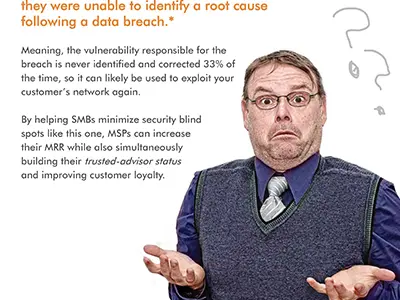 they were unable to identify a root cause
following a data breach.*
Meaning, the vulnerability responsible for the
breach is never identified and corrected 33% of
the time, so it can likely be used to exploit your
customer's network again.
By helping SMBs minimize security blind
spots like this one, MSPs can increase
their MRR while also simultaneously
building their trusted-advisor status
and improving customer loyalty.
? ?